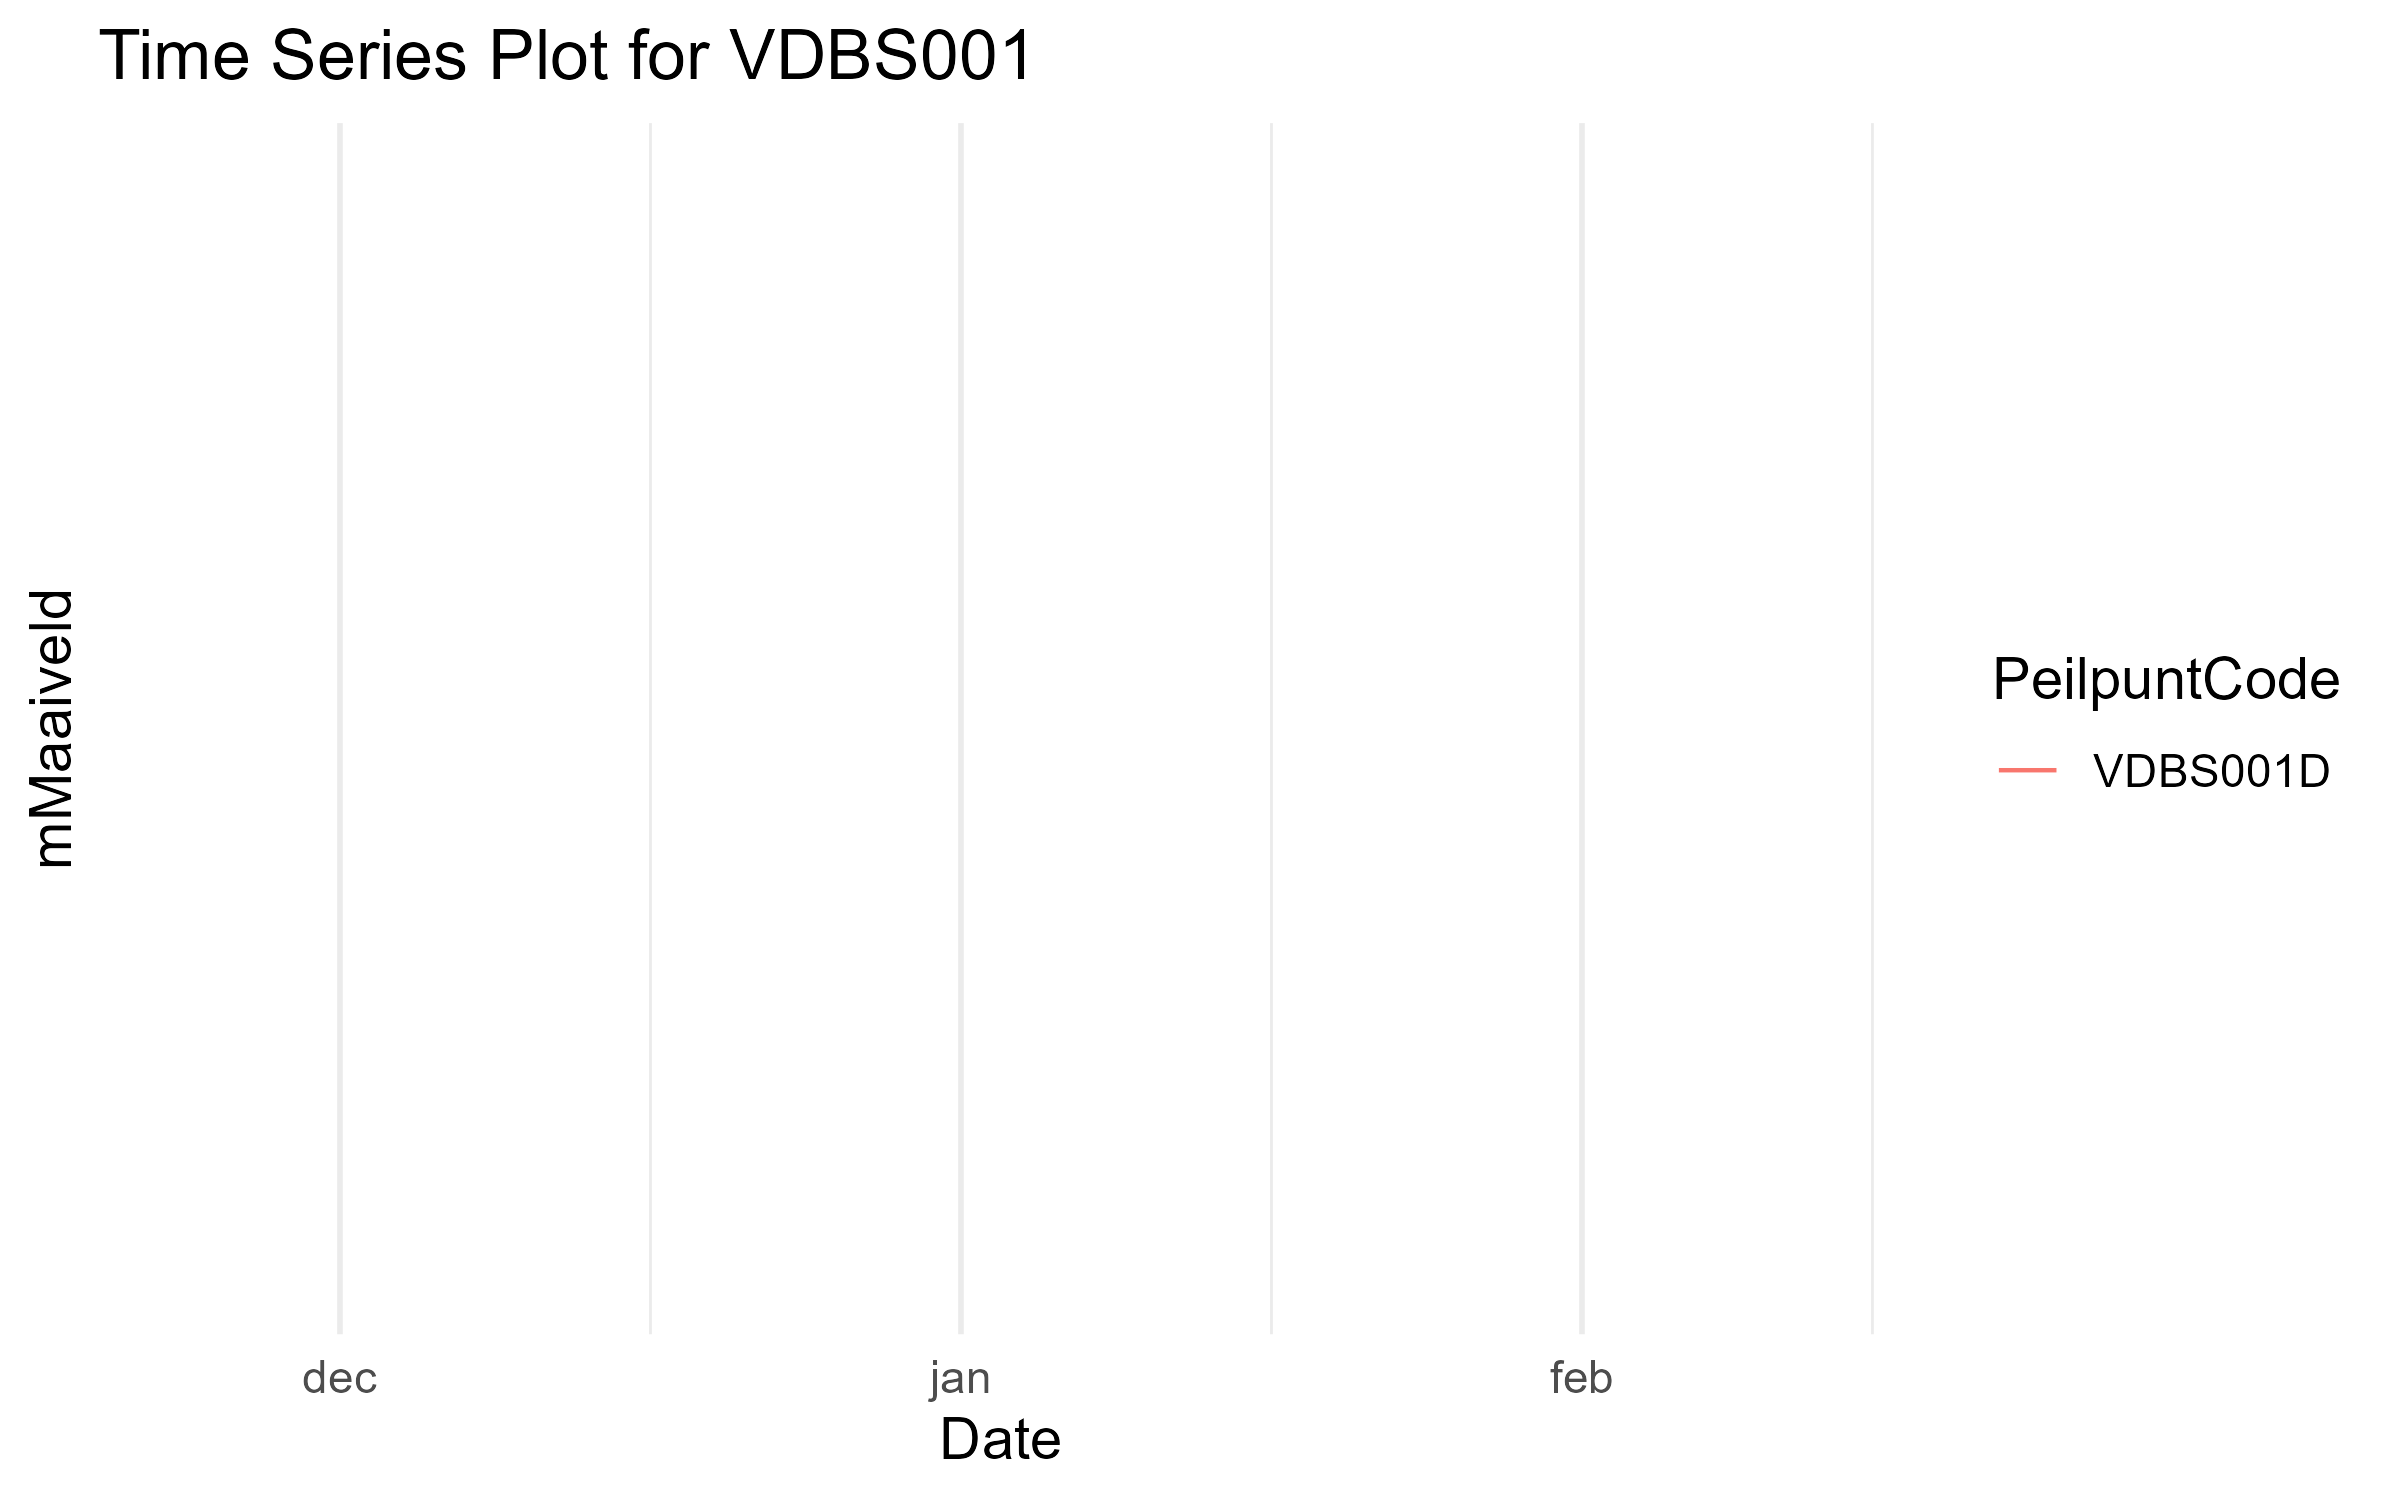 Time Series Plot for VDBS001
mMaaiveld
PeilpuntCode
VDBS001D
dec
jan
feb
Date